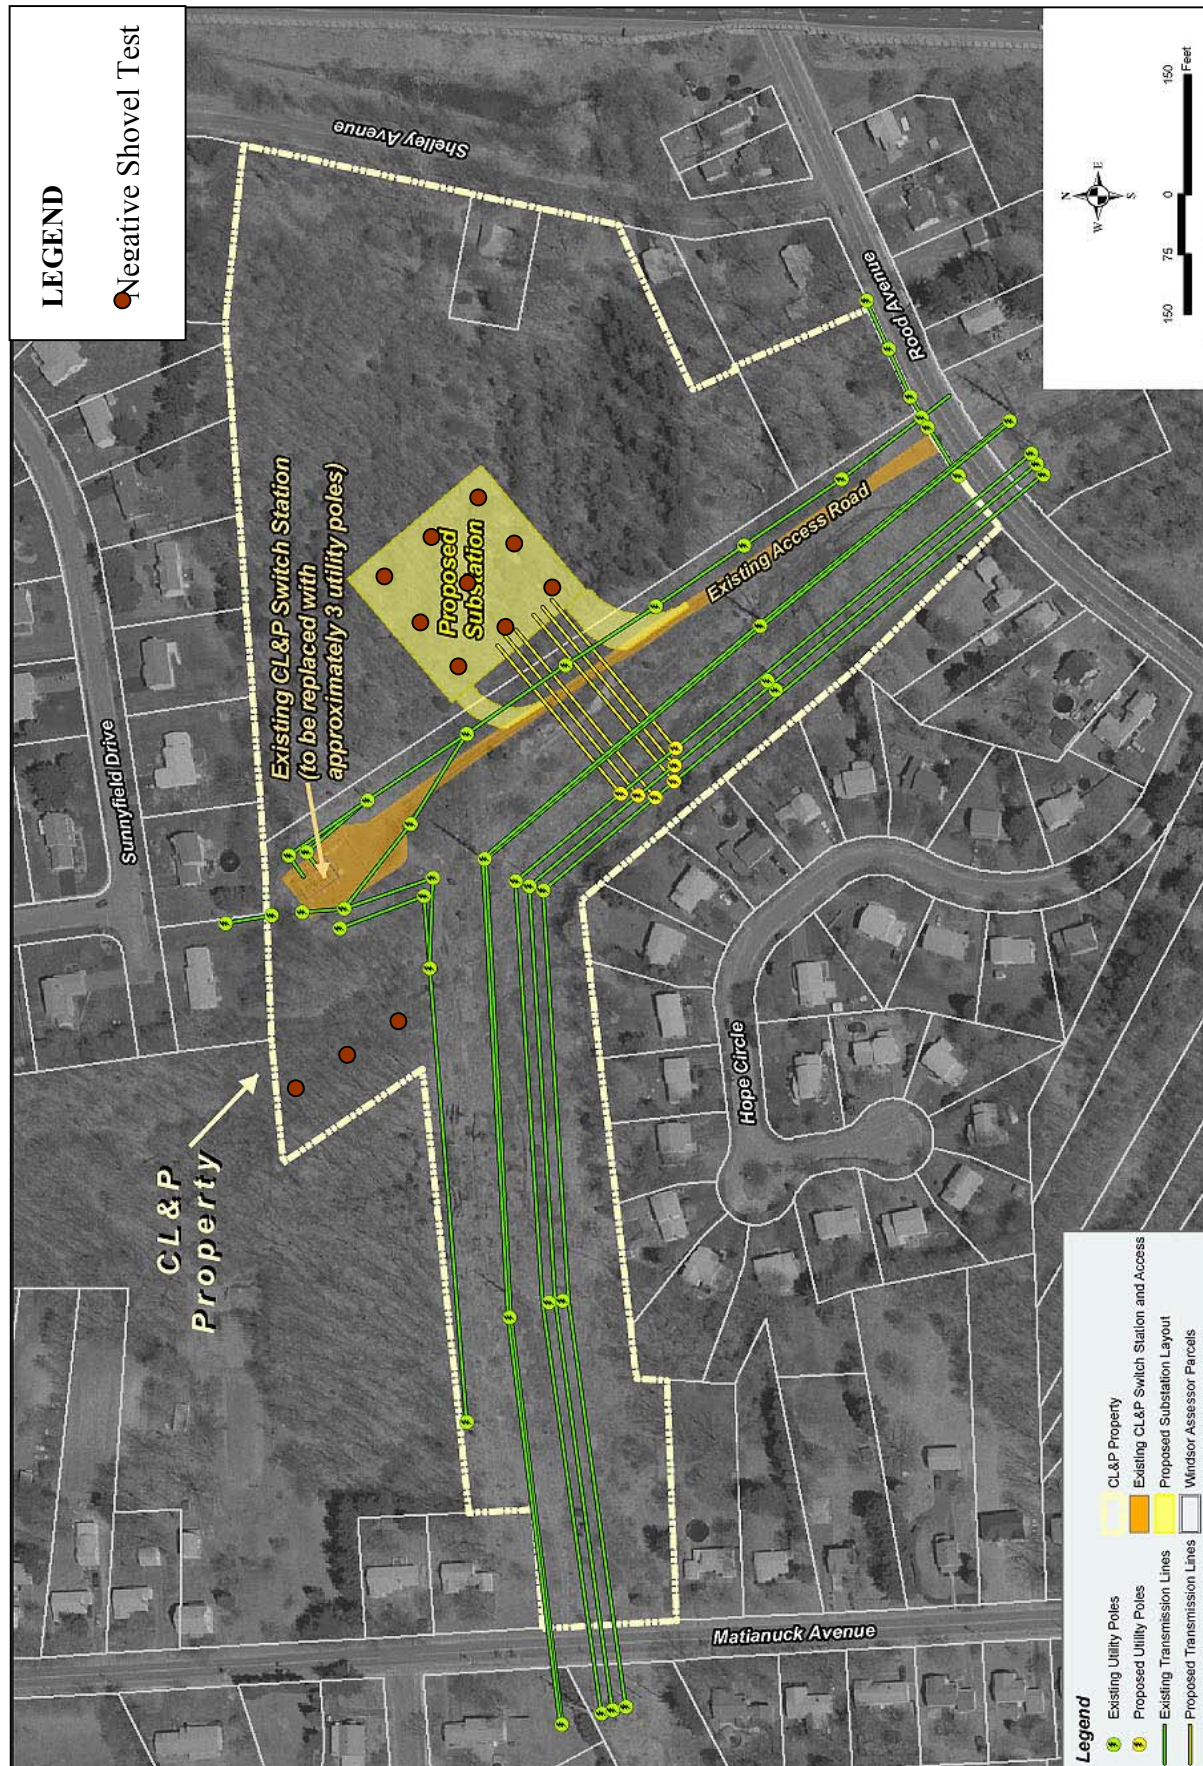 LEGEND
Negative Shovel Test
Shelley Avenue
Sunnyfield Drive
Existing CL&P Switch Station
(to be replaced with
approximately 3 utility poles)
Proposed
Substation
Existing Access Road
Rood Avenue
CL&P
Property
Hope Circle
Matianuck Avenue
N
W
E
S
150
75
0
150
Feet
Legend
Existing Utility Poles
Proposed Utility Poles
Existing Transmission Lines
Proposed Transmission Lines
CL&P Property
Existing CL&P Switch Station and Access
Proposed Substation Layout
Windsor Assessor Parcels